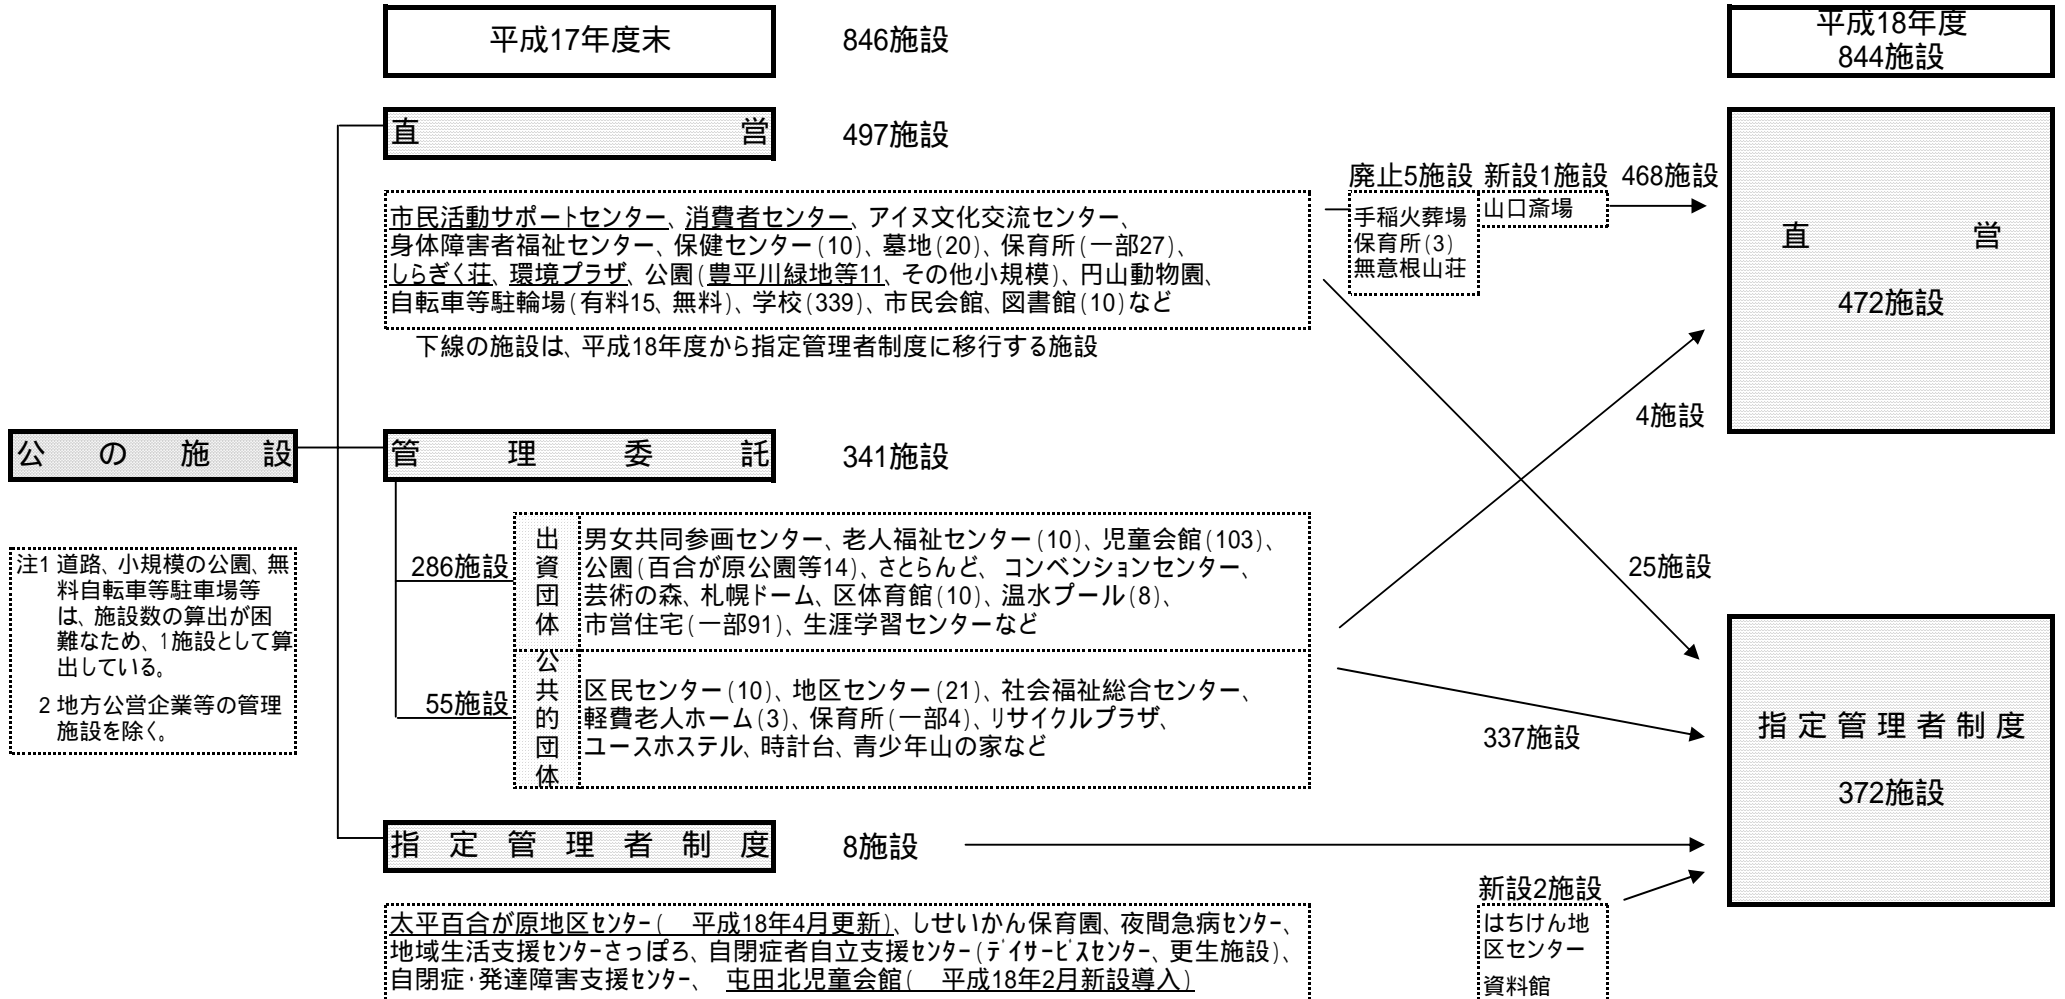 平成17年度末 846施設
平成18年度
844施設
直営 497施設
市民活動サポートセンター、消費者センター、アイヌ文化交流センター、
身体障害者福祉センター、保健センター(10)、墓地(20)、保育所(一部27)、
しらぎく荘、環境プラザ、公園(豊平川緑地等11、その他小規模)、円山動物園、
自転車等駐輪場(有料15、無料)、学校(339)、市民会館、図書館(10)など
下線の施設は、平成18年度から指定管理者制度に移行する施設
廃止5施設 新設1施設 468施設
手稲火葬場
保育所(3)
無意根山荘
山口斎場
直営
472施設
4施設
25施設
公の施設
管理委託 341施設
注1 道路、小規模の公園、無
料自転車等駐車場等
は、施設数の算出が困
難なため、1施設として算
出している。
2 地方公営企業等の管理
施設を除く。
286施設
出資団体
男女共同参画センター、老人福祉センター(10)、児童会館(103)、
公園(百合が原公園等14)、さとらんど、コンベンションセンター、
芸術の森、札幌ドーム、区体育館(10)、温水プール(8)、
市営住宅(一部91)、生涯学習センターなど
55施設
公共的団体
区民センター(10)、地区センター(21)、社会福祉総合センター、
軽費老人ホーム(3)、保育所(一部4)、リサイクルプラザ、
ユースホステル、時計台、青少年山の家など
337施設
指定管理者制度
372施設
指定管理者制度 8施設
太平百合が原地区センター( 平成18年4月更新)、しせいかん保育園、夜間急病センター、
地域生活支援センターさっぽろ、自閉症者自立支援センター(デイサービスセンター、更生施設)、
自閉症・発達障害支援センター、 屯田北児童会館( 平成18年2月新設導入)
新設2施設
はちけん地
区センター
資料館